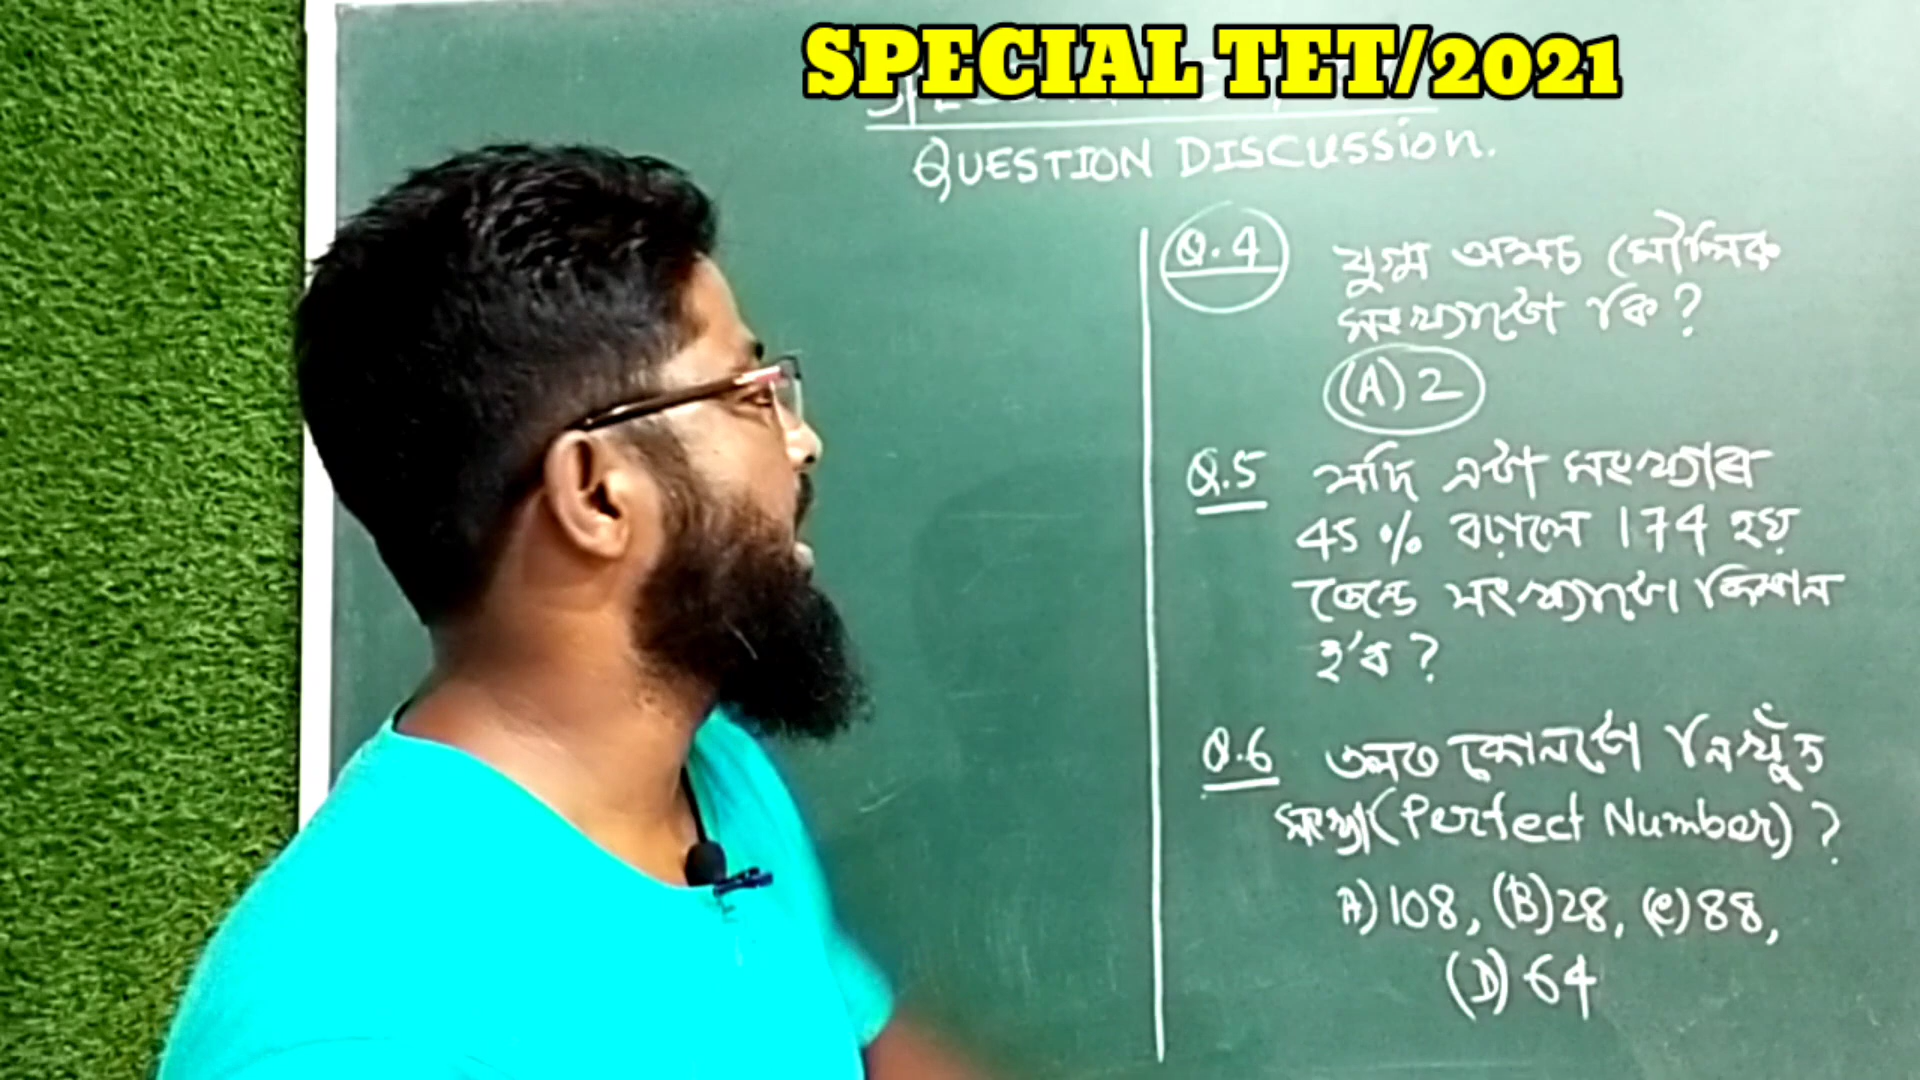 SPECIAL TET/2021
QUESTION DISCUSSion.
Q.4 যুগ্ম অথচ মৌলিক
সংখ্যাটো কি?
(A) 2
Q.5 যদি এটা সংখ্যাৰ
45% বঢ়ালে 174 হয়
তেন্তে সংখ্যাটো কিমান
হ'ব?
Q.6 তলত কোনটো নিখুঁত
সংখ্যা (Perfect Number)?
A) 108, (B) 28, (C) 88,
(D) 64